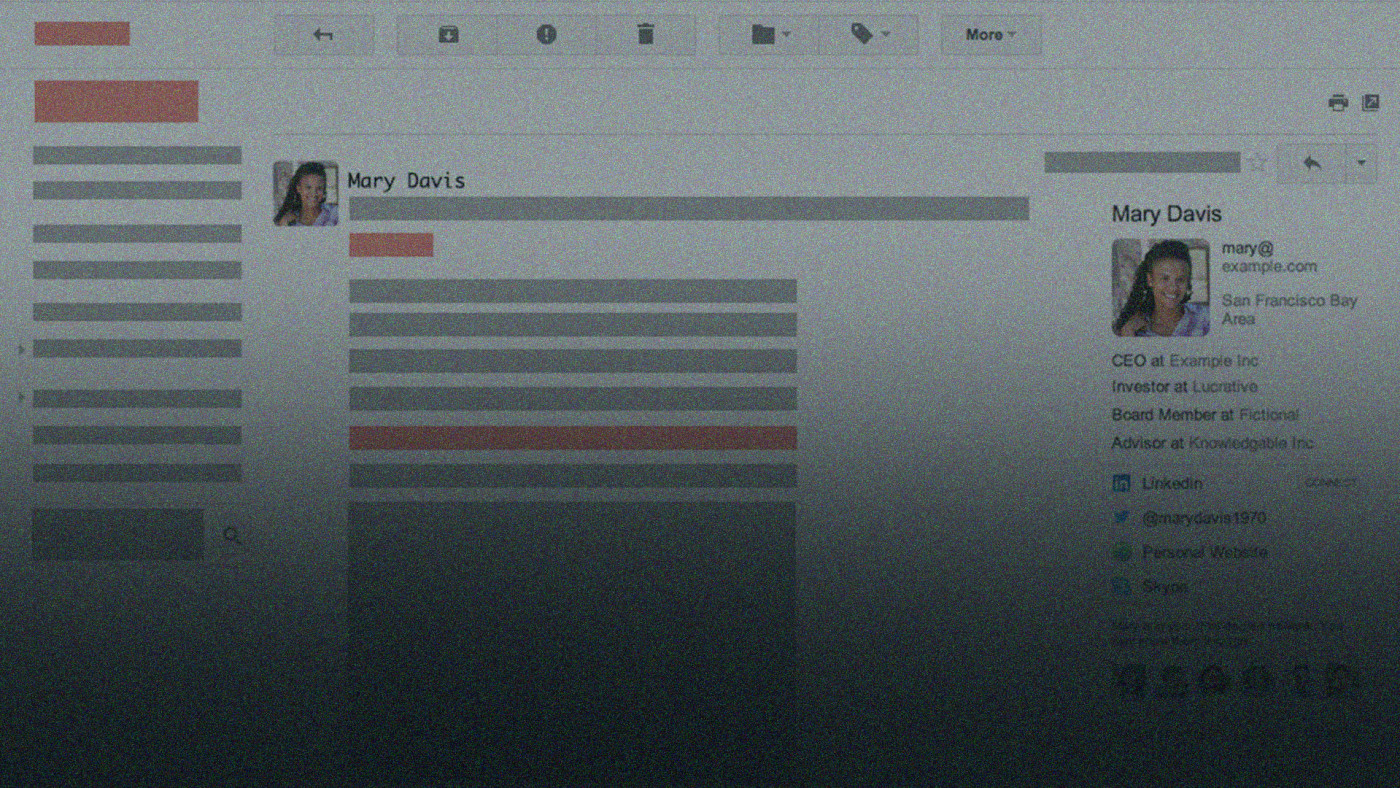 More
Mary Davis
Mary Davis
mary@
example.com
San Francisco Bay
Area
CEO at Example Inc
Investor at Lucrative
Board Member at Fictional
Advisor at Knowledgable Inc
LinkedIn
CONNECT
@marydavis1970
Personal Website
Skype